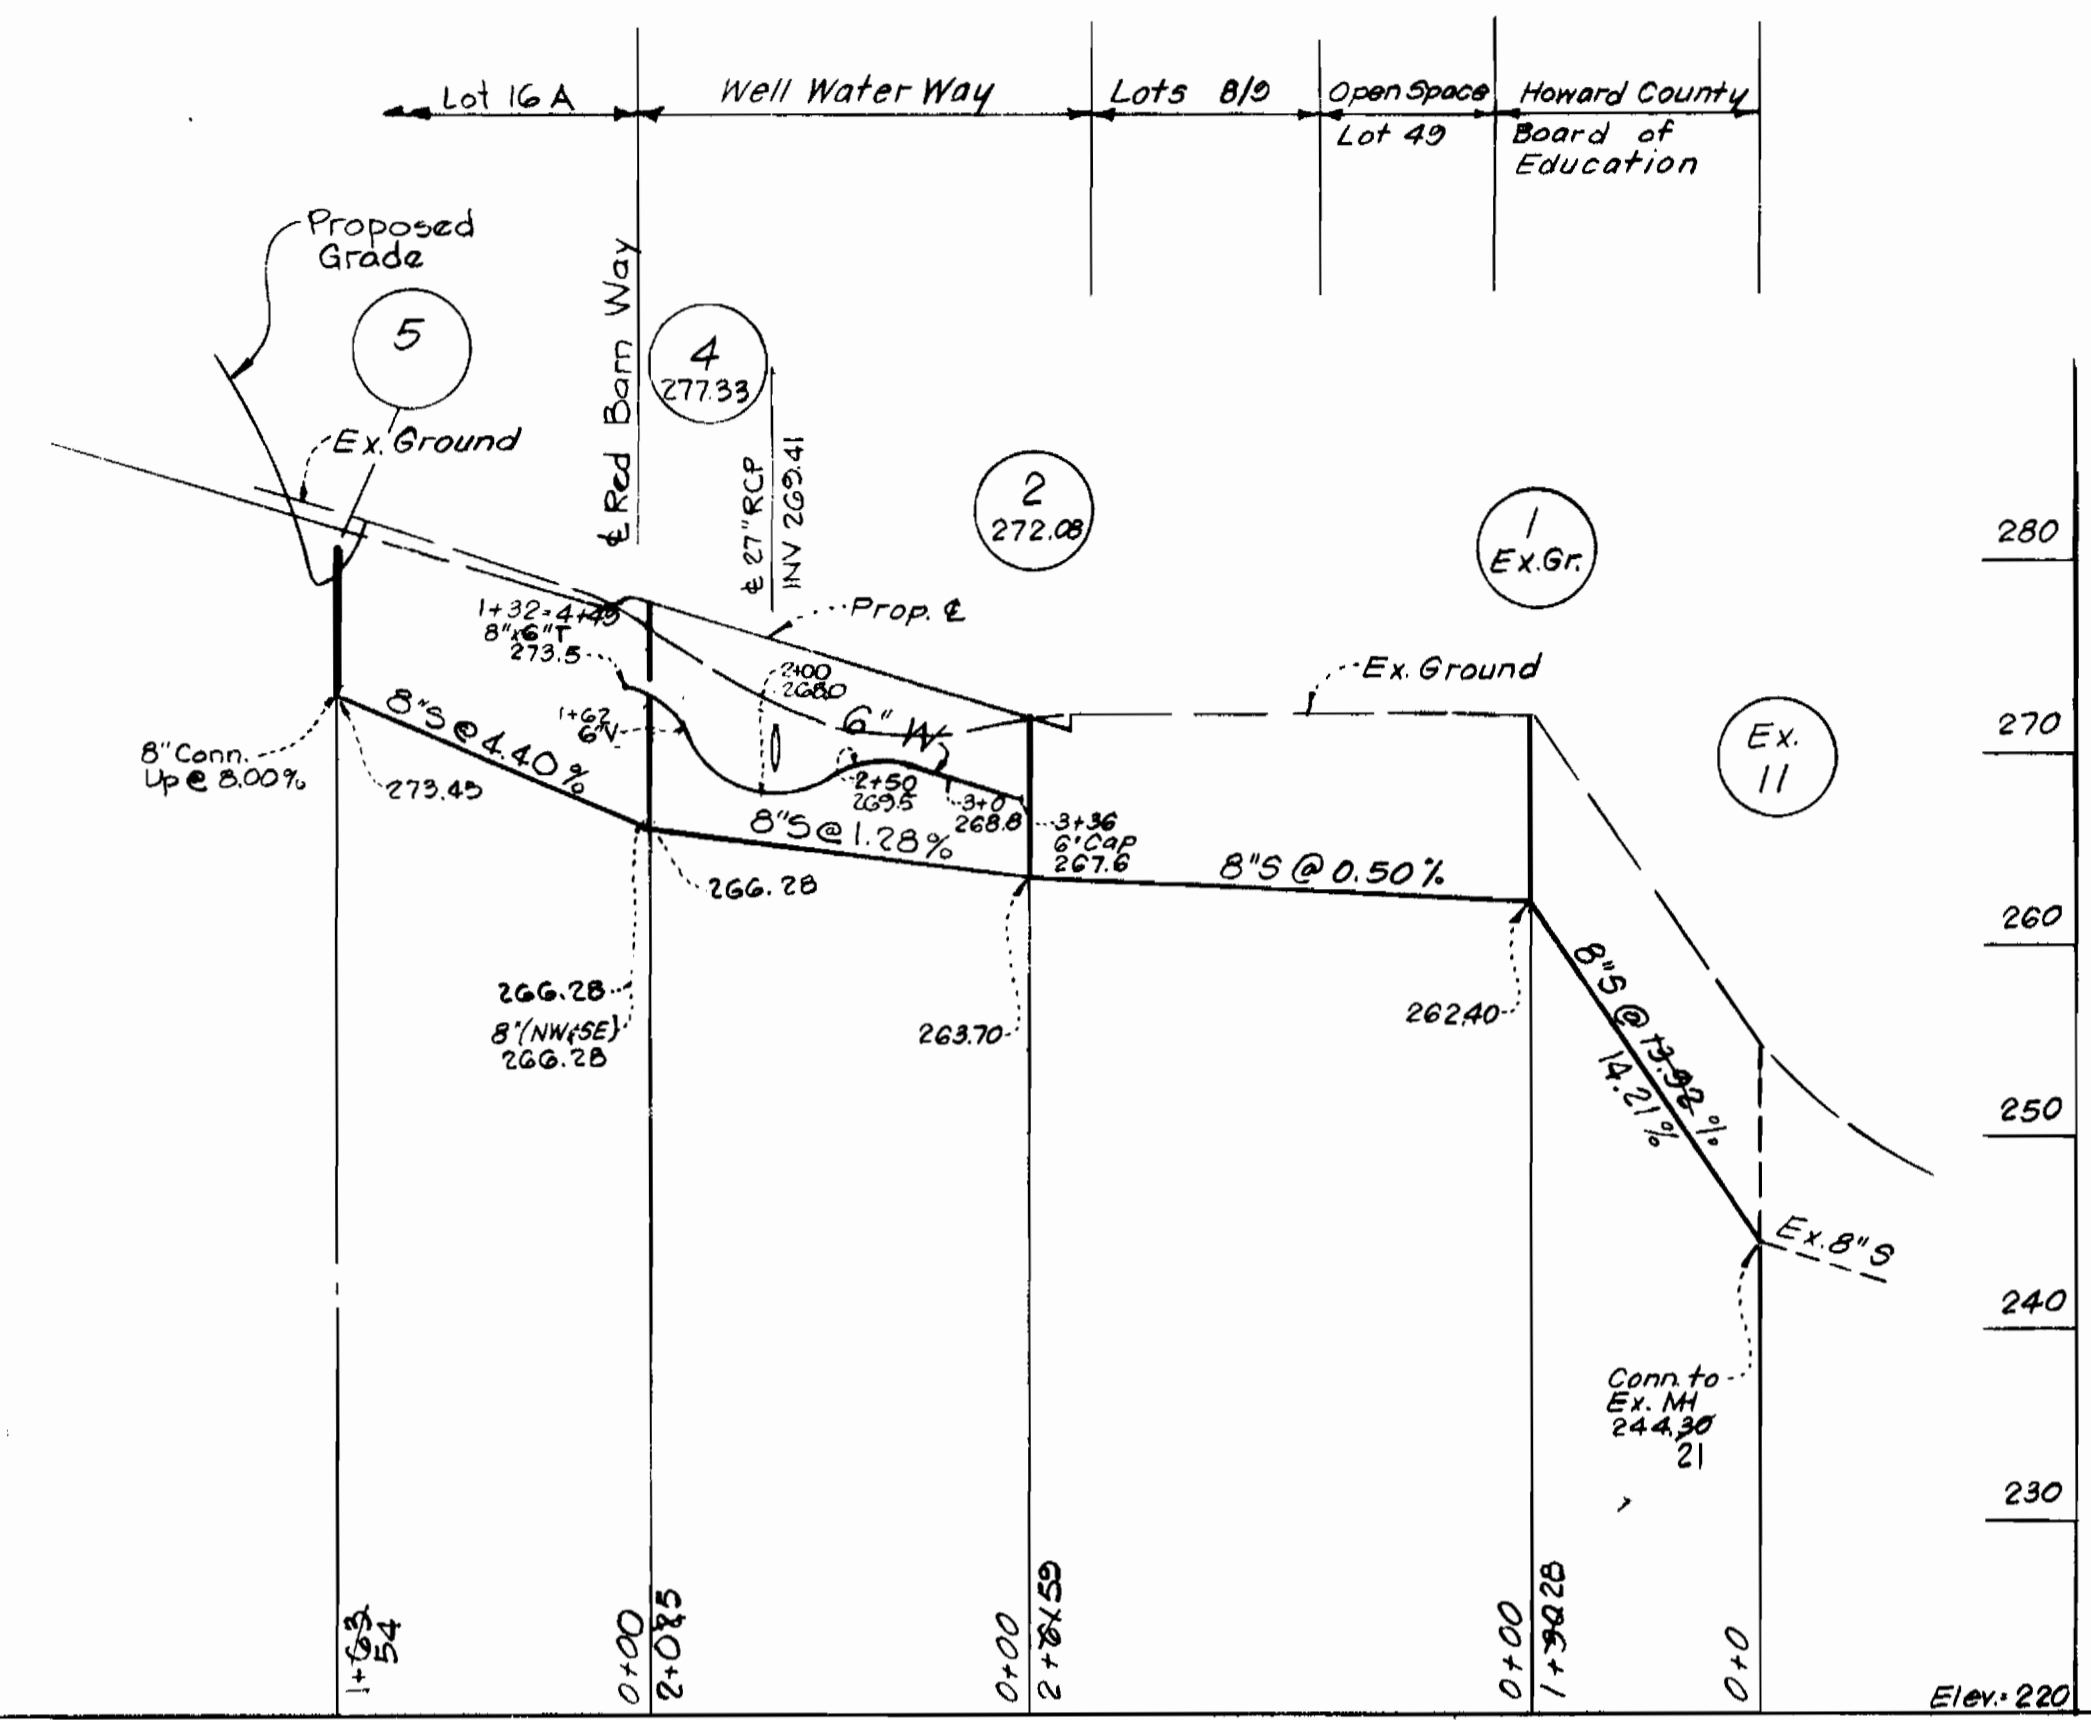 Lot 16 A
Well Water Way
Lots 8/9
Open Space
Lot 49
Howard County
Board of
Education
Proposed
Grade
5
Ex. Ground
℄ Red Barn Way
4
277.33
℄ 27" RCP
INV 269.41
2
272.08
1
Ex. Gr.
280
1+32=4+49
8"x6"T
273.5
Prop. ℄
2+00
268.0
Ex. Ground
1+62
6"V
6" W
270
Ex.
11
8" Conn.
Up @ 8.00%
273.45
8"S @ 4.40%
2+50
269.5
3+0
268.8
3+36
6" Cap
267.6
8"S @ 1.28%
8"S @ 0.50%
266.28
260
266.28
8" (NW&SE)
266.28
263.70
262.40
8"S @ 13.92%
14.21%
250
Ex. 8" S
240
Conn. to
Ex. MH
244.30
21
230
1+63
54
0+00
0+00
0+00
0+0
Elev.= 220